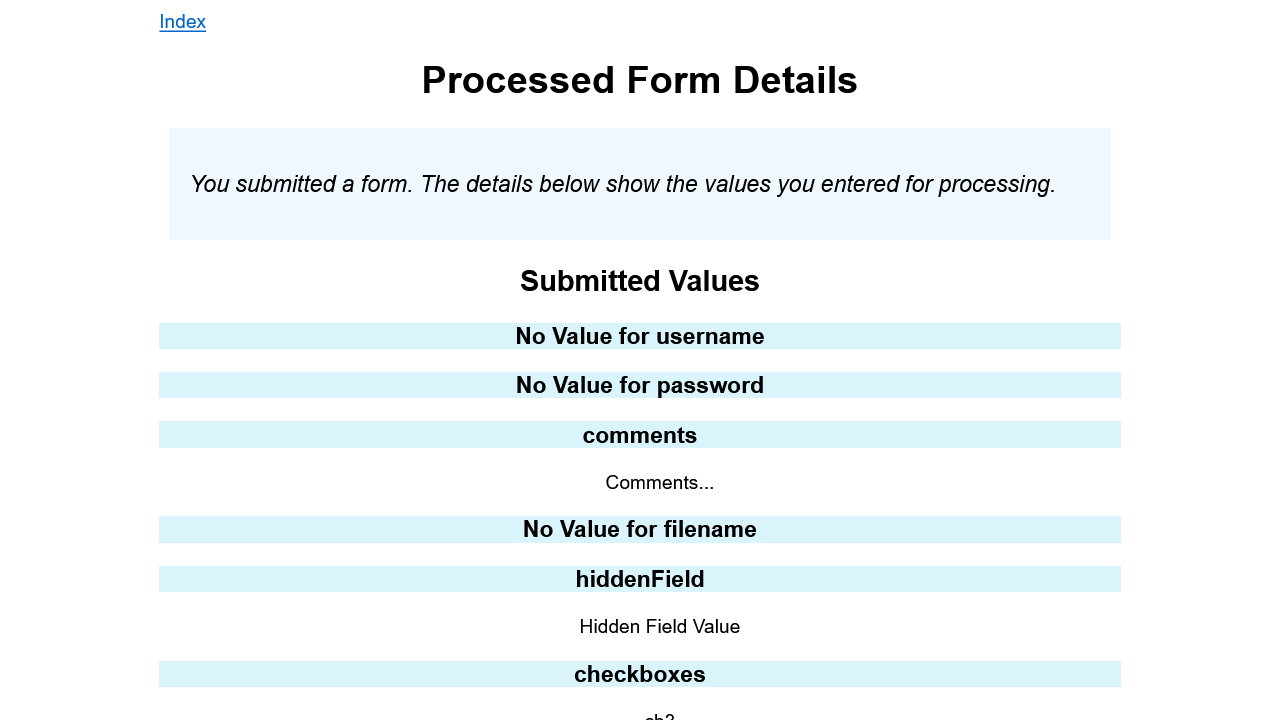 Index
Processed Form Details
You submitted a form. The details below show the values you entered for processing.
Submitted Values
No Value for username
No Value for password
comments
Comments...
No Value for filename
hiddenField
Hidden Field Value
checkboxes